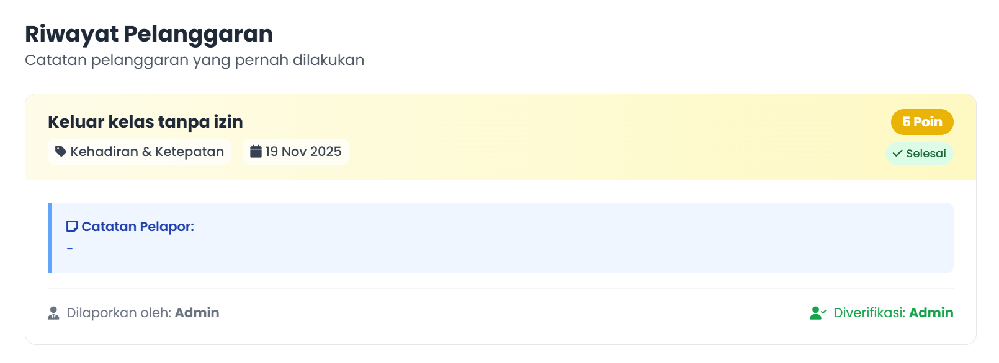 Riwayat Pelanggaran
Catatan pelanggaran yang pernah dilakukan
Keluar kelas tanpa izin
5 Poin
Kehadiran & Ketepatan
19 Nov 2025
Selesai
Catatan Pelapor:
-
Dilaporkan oleh: Admin
Diverifikasi: Admin